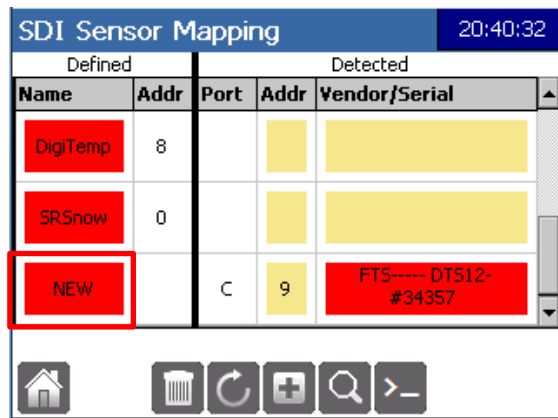 SDI Sensor Mapping 20:40:32
Defined Detected
Name Addr Port Addr Vendor/Serial
DigiTemp 8
SRSnow 0
NEW C 9 FTS----- DTS12-
#34357
>_